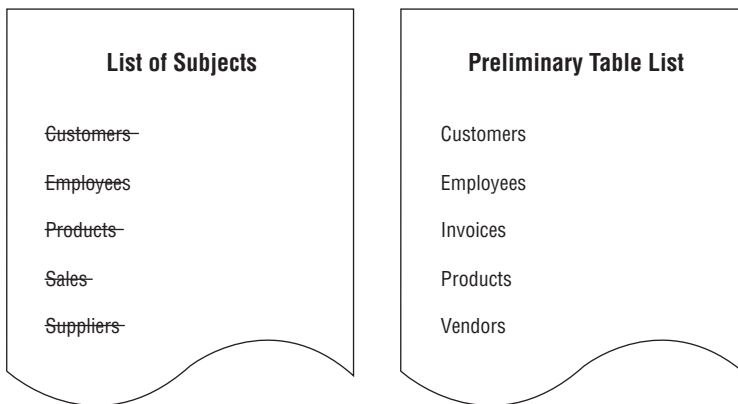 List of Subjects
Customers
Employees
Products
Sales
Suppliers
Preliminary Table List
Customers
Employees
Invoices
Products
Vendors